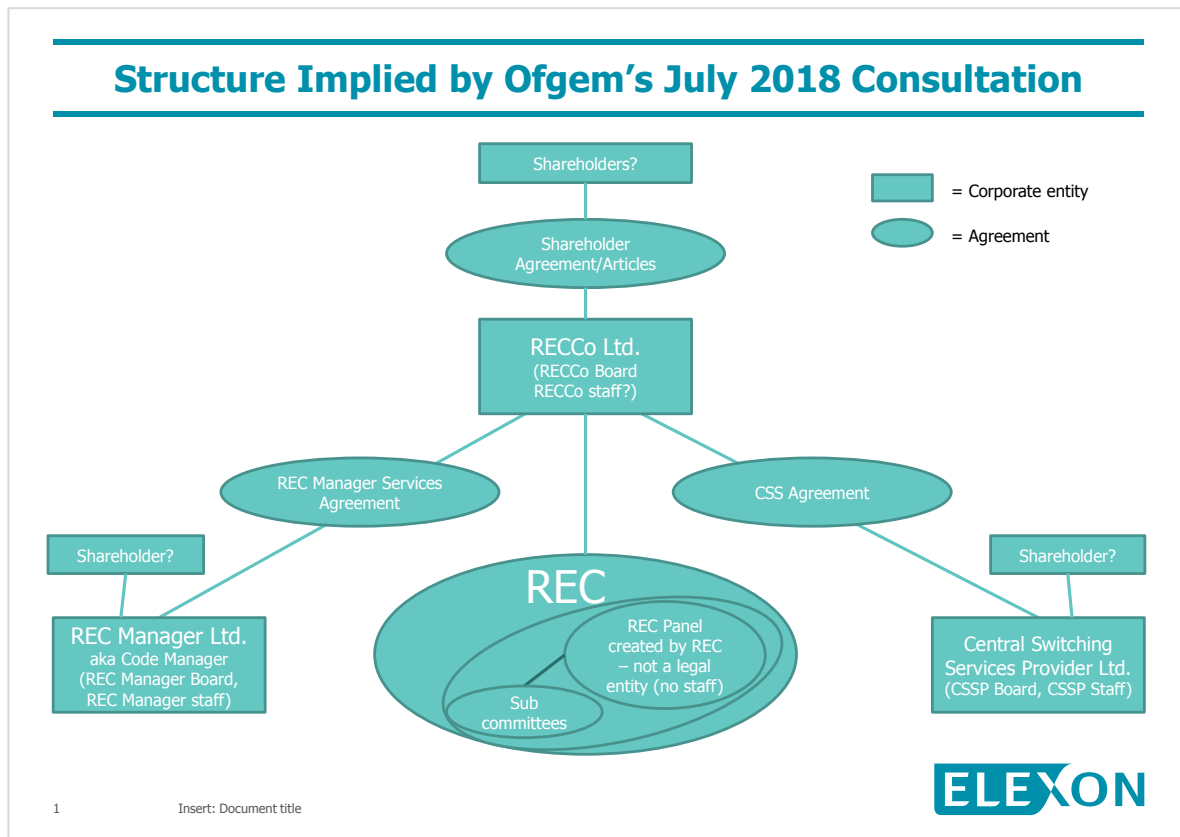 Structure Implied by Ofgem’s July 2018 Consultation
Shareholders?
= Corporate entity
Shareholder
Agreement/Articles
= Agreement
RECCo Ltd.
(RECCo Board
RECCo staff?)
REC Manager Services
Agreement
CSS Agreement
Shareholder?
Shareholder?
REC
REC Manager Ltd.
aka Code Manager
(REC Manager Board,
REC Manager staff)
REC Panel
created by REC
– not a legal
entity (no staff)
Sub
committees
Central Switching
Services Provider Ltd.
(CSSP Board, CSSP Staff)
1
Insert: Document title
ELEXON